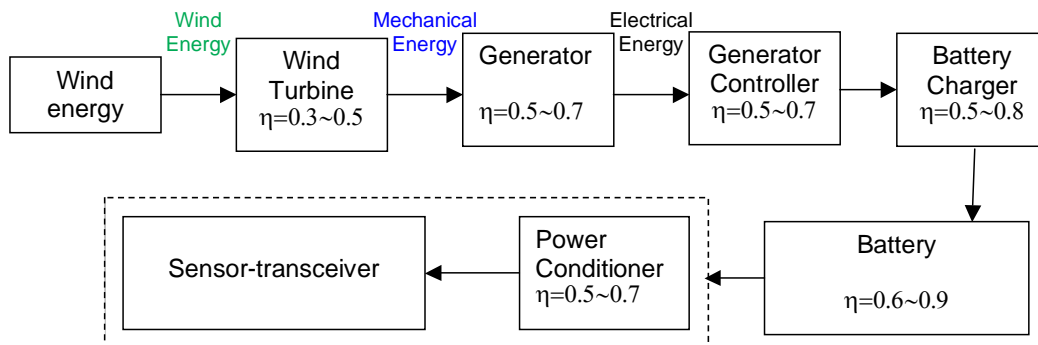 Wind
Energy
Mechanical
Energy
Electrical
Energy
Wind
energy
Wind
Turbine
η=0.3~0.5
Generator
η=0.5~0.7
Generator
Controller
η=0.5~0.7
Battery
Charger
η=0.5~0.8
Sensor-transceiver
Power
Conditioner
η=0.5~0.7
Battery
η=0.6~0.9